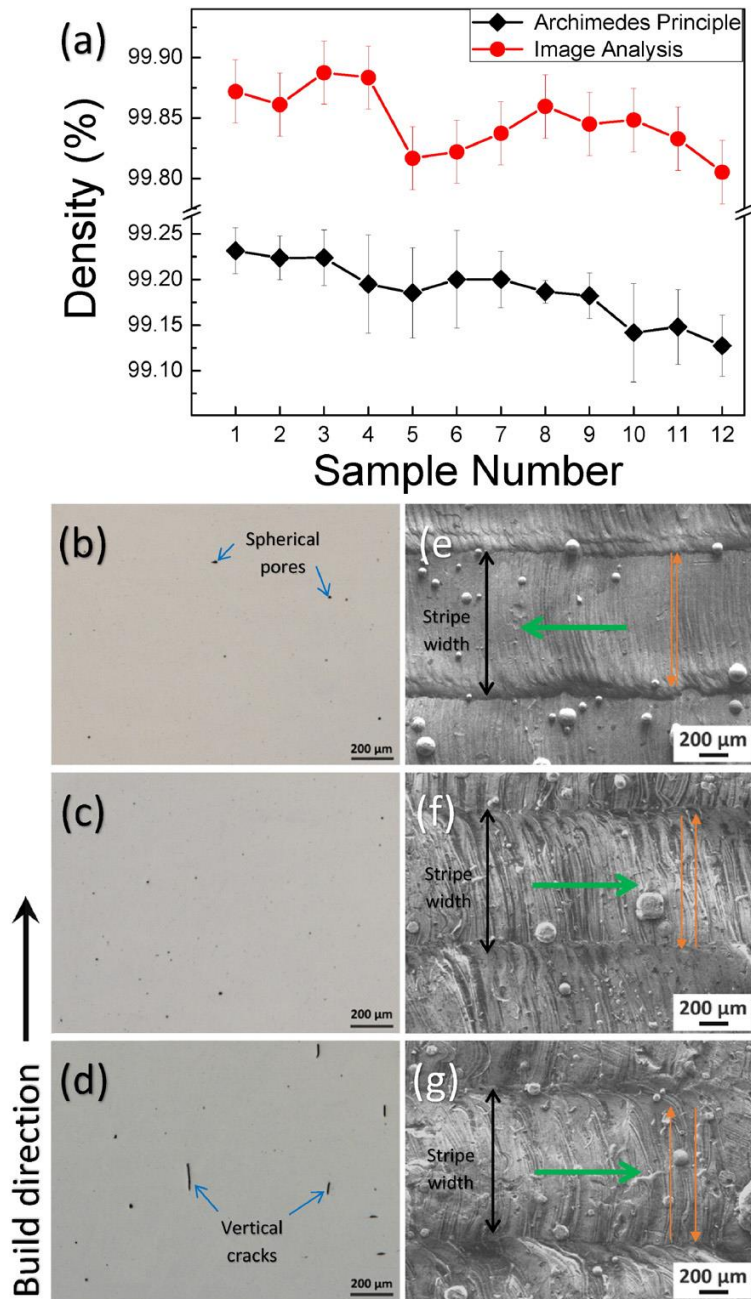 (a)
Archimedes Principle
Image Analysis
99.90
99.85
99.80
99.25
99.20
99.15
99.10
Density (%)
1 2 3 4 5 6 7 8 9 10 11 12
Sample Number
(b)
Spherical
pores
200 µm
(e)
Stripe
width
200 µm
(c)
200 µm
(f)
Stripe
width
200 µm
(d)
Vertical
cracks
200 µm
(g)
Stripe
width
200 µm
Build direction